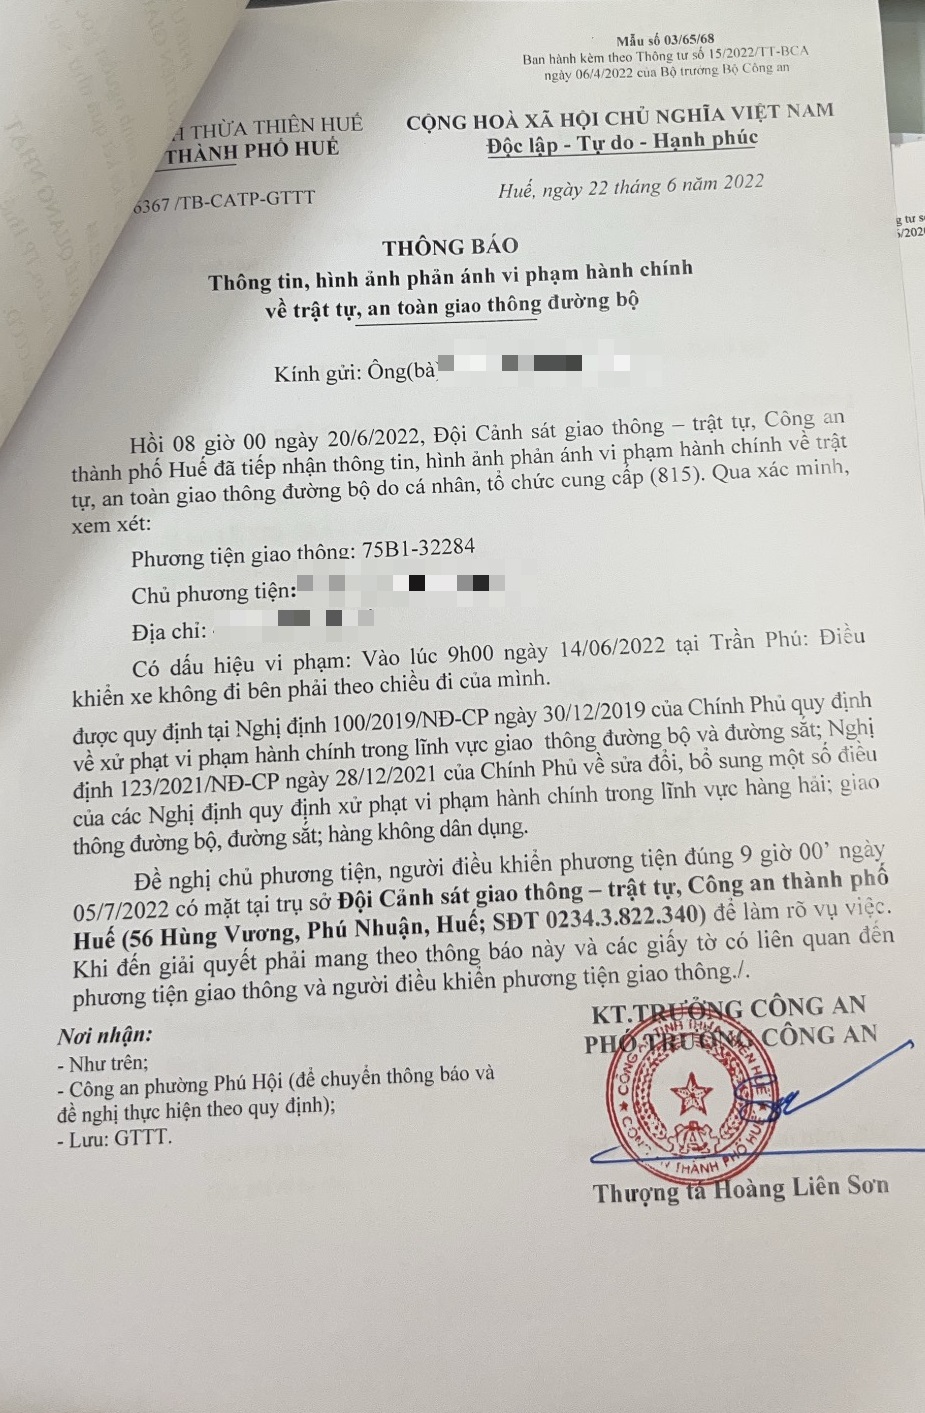 Mẫu số 03/65/68
Ban hành kèm theo Thông tư số 15/2022/TT-BCA
ngày 06/4/2022 của Bộ trưởng Bộ Công an
THỪA THIÊN HUẾ
THÀNH PHỐ HUẾ
CỘNG HOÀ XÃ HỘI CHỦ NGHĨA VIỆT NAM
Độc lập - Tự do - Hạnh phúc
6367 /TB-CATP-GTTT
Huế, ngày 22 tháng 6 năm 2022
THÔNG BÁO
Thông tin, hình ảnh phản ánh vi phạm hành chính
về trật tự, an toàn giao thông đường bộ
Kính gửi: Ông(bà)
Hồi 08 giờ 00 ngày 20/6/2022, Đội Cảnh sát giao thông – trật tự, Công an
thành phố Huế đã tiếp nhận thông tin, hình ảnh phản ánh vi phạm hành chính về trật
tự, an toàn giao thông đường bộ do cá nhân, tổ chức cung cấp (815). Qua xác minh,
xem xét:
Phương tiện giao thông: 75B1-32284
Chủ phương tiện:
Địa chỉ:
Có dấu hiệu vi phạm: Vào lúc 9h00 ngày 14/06/2022 tại Trần Phú: Điều
khiển xe không đi bên phải theo chiều đi của mình.
được quy định tại Nghị định 100/2019/NĐ-CP ngày 30/12/2019 của Chính Phủ quy định
về xử phạt vi phạm hành chính trong lĩnh vực giao thông đường bộ và đường sắt; Nghị
định 123/2021/NĐ-CP ngày 28/12/2021 của Chính Phủ về sửa đổi, bổ sung một số điều
của các Nghị định quy định xử phạt vi phạm hành chính trong lĩnh vực hàng hải; giao
thông đường bộ, đường sắt; hàng không dân dụng.
Đề nghị chủ phương tiện, người điều khiển phương tiện đúng 9 giờ 00’ ngày
05/7/2022 có mặt tại trụ sở Đội Cảnh sát giao thông – trật tự, Công an thành phố
Huế (56 Hùng Vương, Phú Nhuận, Huế; SĐT 0234.3.822.340) để làm rõ vụ việc.
Khi đến giải quyết phải mang theo thông báo này và các giấy tờ có liên quan đến
phương tiện giao thông và người điều khiển phương tiện giao thông./.
Nơi nhận:
- Như trên;
- Công an phường Phú Hội (để chuyển thông báo và
đề nghị thực hiện theo quy định);
- Lưu: GTTT.
KT.TRƯỞNG CÔNG AN
PHÓ TRƯỞNG CÔNG AN
THÀNH PHỐ HUẾ
Thượng tá Hoàng Liên Sơn